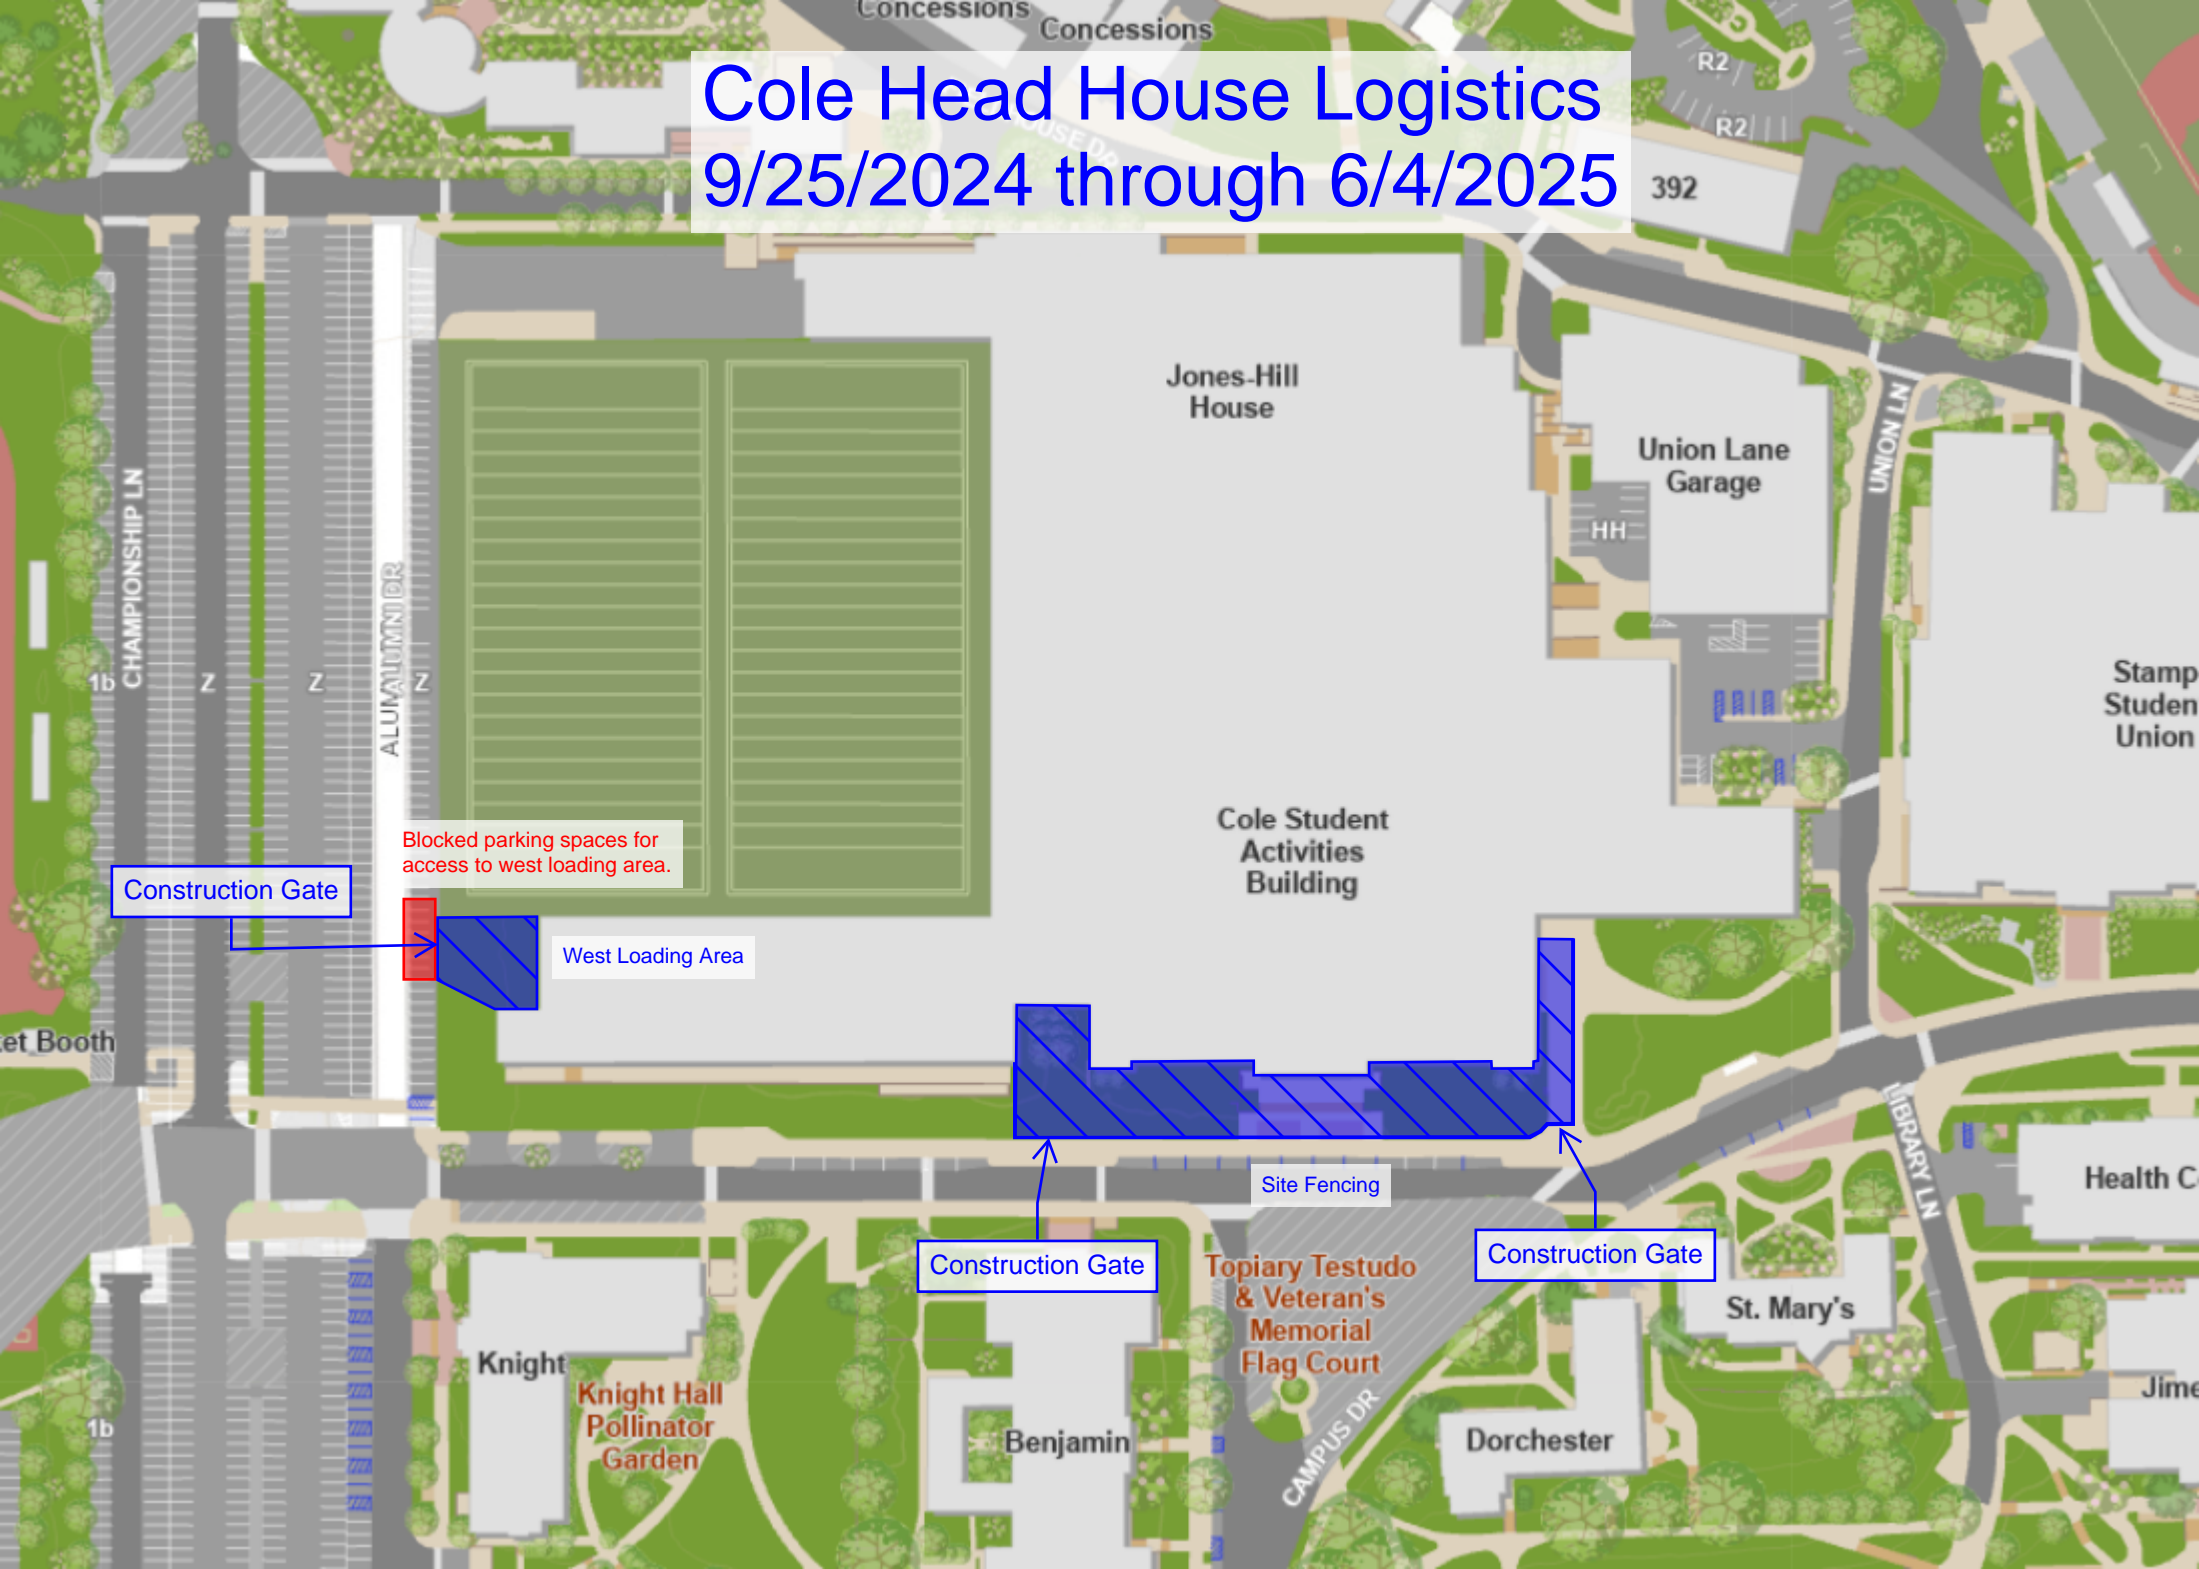 Concessions
Concessions
Cole Head House Logistics
9/25/2024 through 6/4/2025
R2
R2
392
Jones-Hill
House
Union Lane
Garage
UNION LN
HH
CHAMPIONSHIP LN
ALUMNI DR
1b
Z
Z
Z
Stamp
Studen
Union
Cole Student
Activities
Building
Blocked parking spaces for
access to west loading area.
Construction Gate
West Loading Area
et Booth
LIBRARY LN
Health C
Site Fencing
Construction Gate
Construction Gate
Topiary Testudo
& Veteran's
Memorial
Flag Court
St. Mary's
Knight
Knight Hall
Pollinator
Garden
Jime
1b
Benjamin
CAMPUS DR
Dorchester